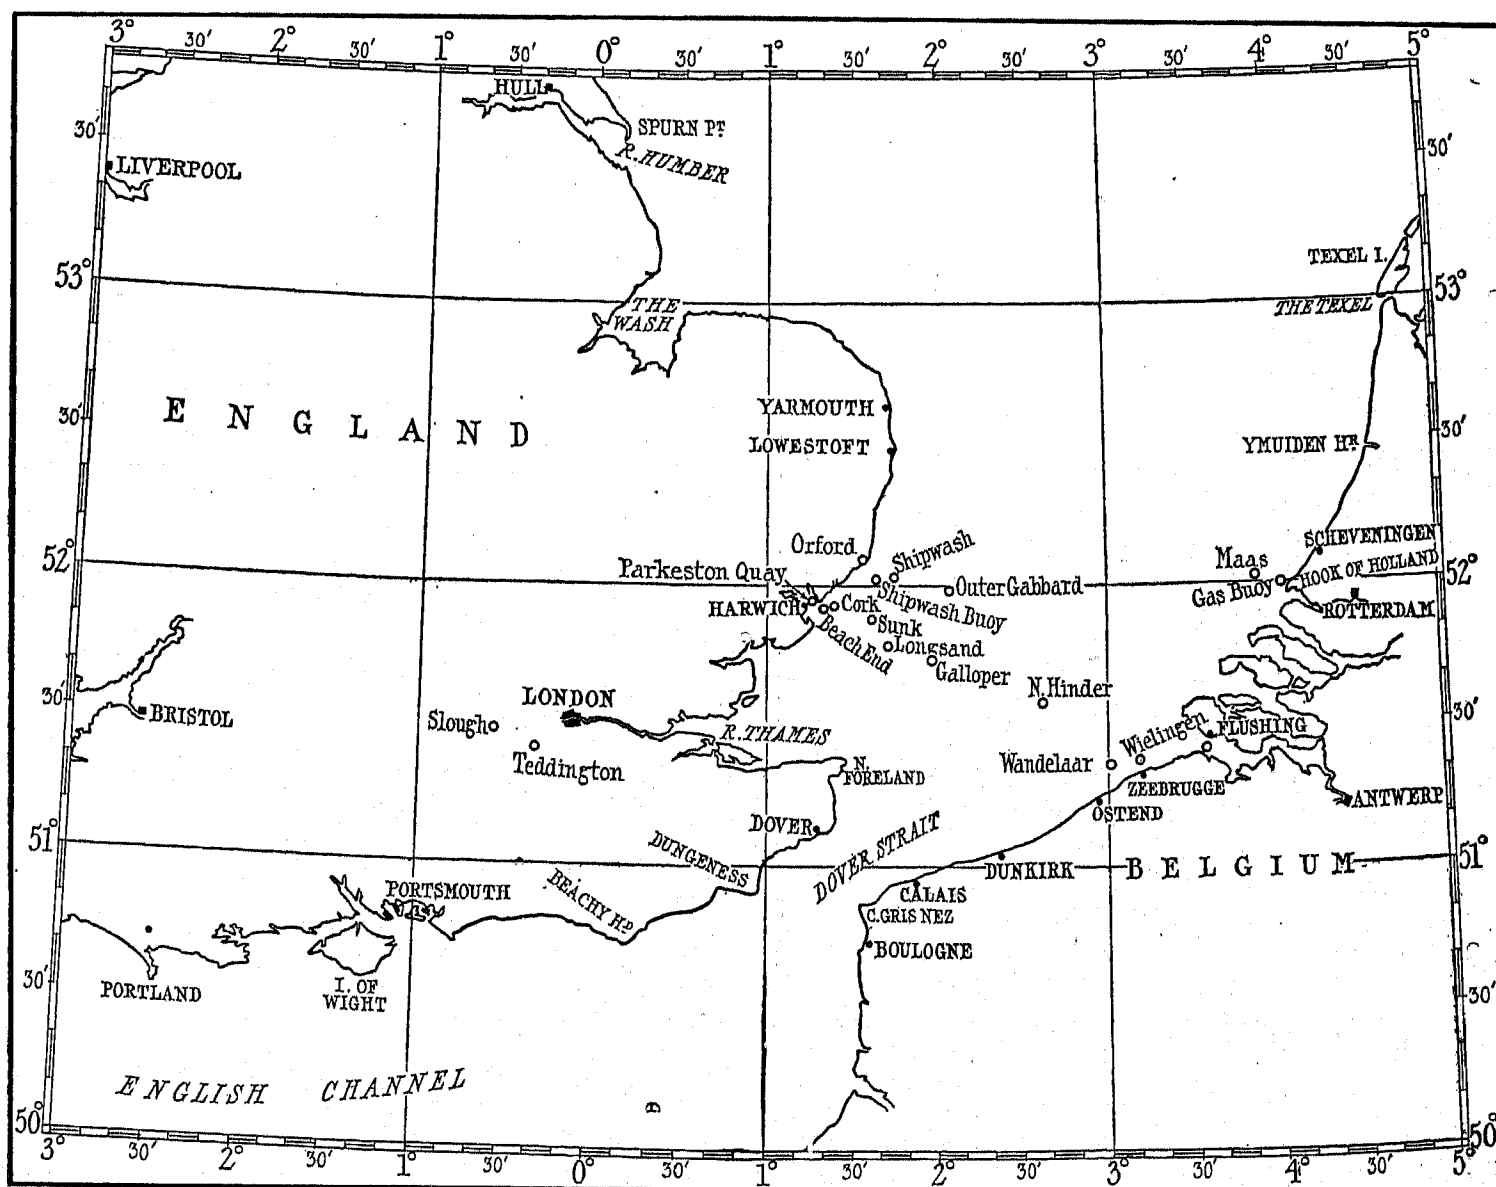 3° 30' 2° 30' 1° 30' 0° 30' 1° 30' 2° 30' 3° 30' 4° 30' 5°
HULL
SPURN PT.
R. HUMBER
30'
30'
LIVERPOOL
TEXEL I.
53°
53°
THE TEXEL
THE
WASH
ENGLAND
30'
30'
YARMOUTH
LOWESTOFT
YMUIDEN HR.
SCHEVENINGEN
Orford
Shipwash
Maas
HOOK OF HOLLAND
52°
52°
Parkeston Quay
Outer Gabbard
Gas Buoy
HARWICH
Cork
Shipwash Buoy
ROTTERDAM
Sunk
Beach End
Longsand
Galloper
N. Hinder
30'
30'
BRISTOL
LONDON
Slough
R. THAMES
Wielingen
FLUSHING
Teddington
N.
FORELAND
Wandelaar
ZEEBRUGGE
ANTWERP
OSTEND
DOVER
DOVER STRAIT
51°
51°
DUNGENESS
DUNKIRK
BELGIUM
BEACHY HD.
PORTSMOUTH
CALAIS
C. GRIS NEZ
BOULOGNE
30'
30'
PORTLAND
I. OF
WIGHT
ENGLISH CHANNEL
50°
50°
3° 30' 2° 30' 1° 30' 0° 30' 1° 30' 2° 30' 3° 30' 4° 30' 5°